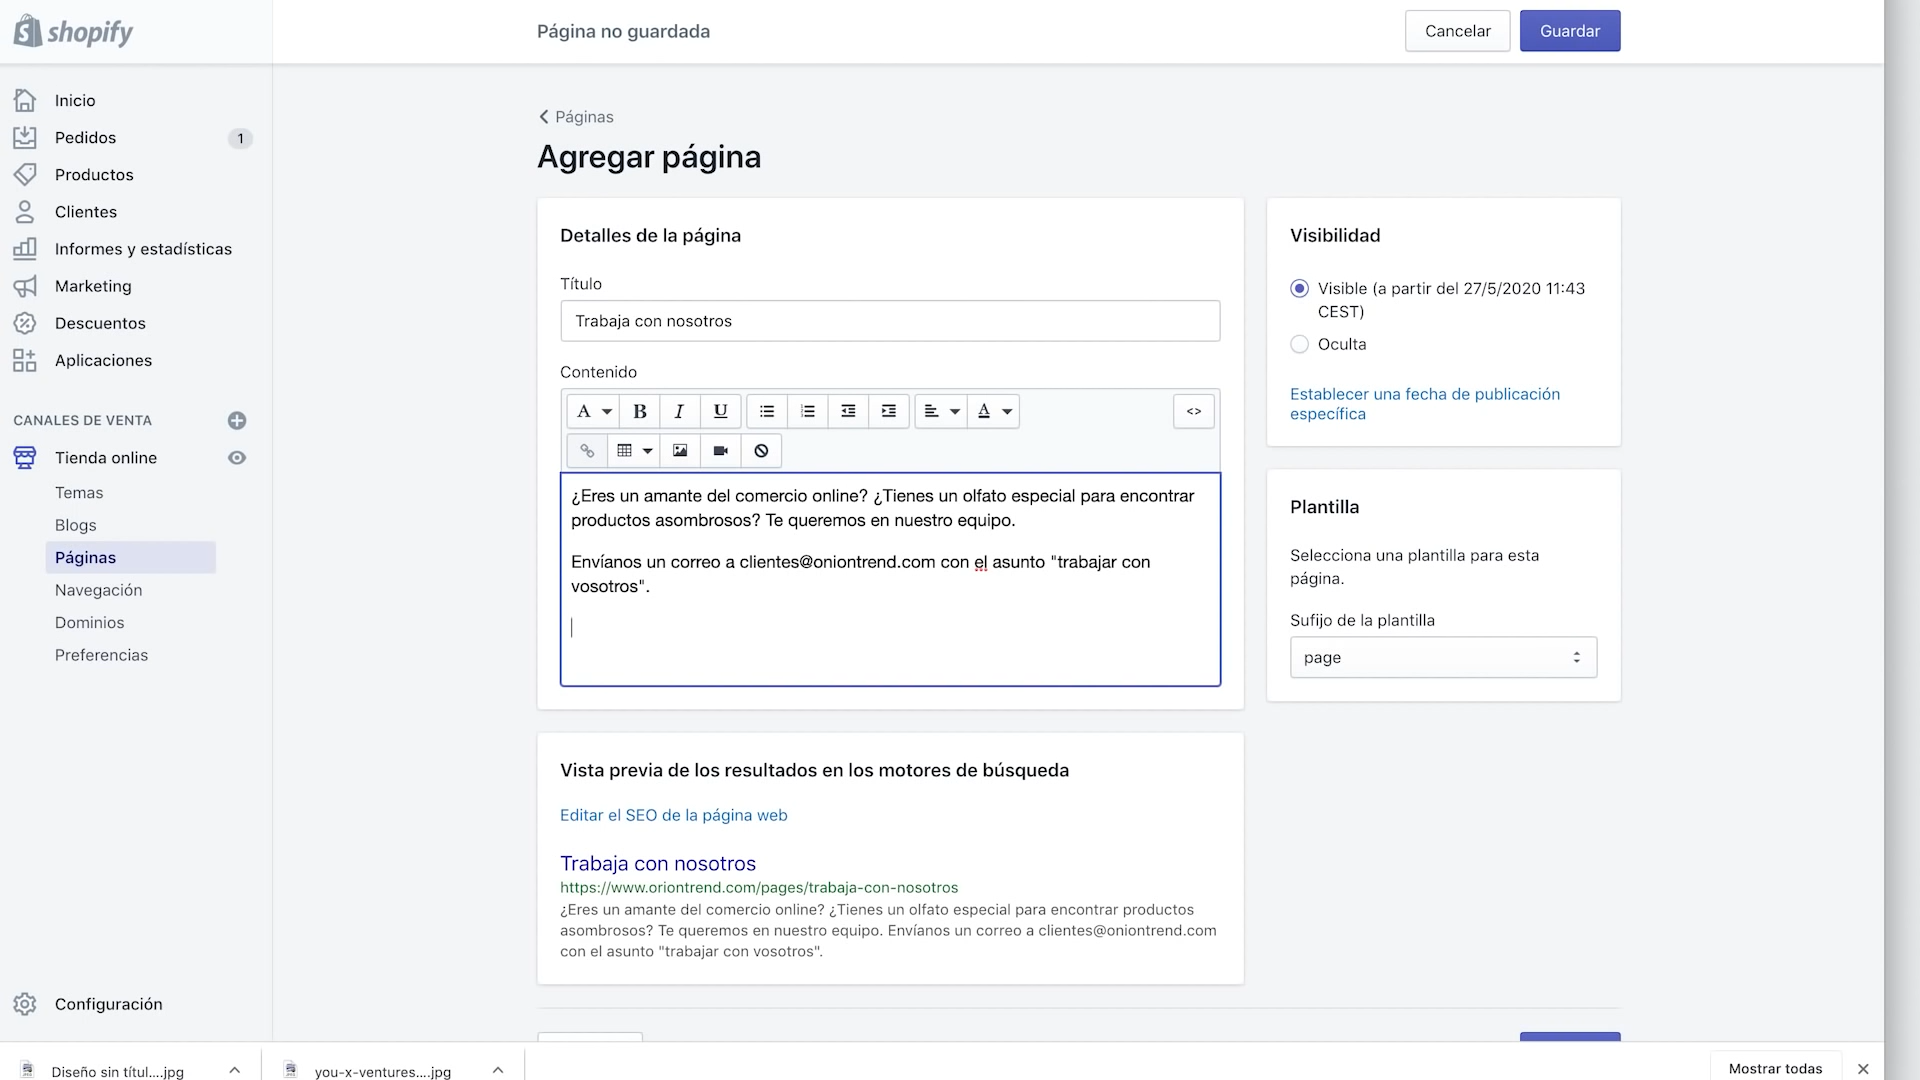 shopify
Página no guardada
Cancelar
Guardar
Inicio
Pedidos
1
Productos
Clientes
Informes y estadísticas
Marketing
Descuentos
Aplicaciones
CANALES DE VENTA
Tienda online
Temas
Blogs
Páginas
Navegación
Dominios
Preferencias
Configuración
Páginas
Agregar página
Detalles de la página
Título
Trabaja con nosotros
Contenido
A B I U A <>
¿Eres un amante del comercio online? ¿Tienes un olfato especial para encontrar
productos asombrosos? Te queremos en nuestro equipo.
Envíanos un correo a clientes@oniontrend.com con el asunto "trabajar con
vosotros".
Vista previa de los resultados en los motores de búsqueda
Editar el SEO de la página web
Trabaja con nosotros
https://www.oriontrend.com/pages/trabaja-con-nosotros
¿Eres un amante del comercio online? ¿Tienes un olfato especial para encontrar productos
asombrosos? Te queremos en nuestro equipo. Envíanos un correo a clientes@oniontrend.com
con el asunto "trabajar con vosotros".
Visibilidad
Visible (a partir del 27/5/2020 11:43
CEST)
Oculta
Establecer una fecha de publicación
específica
Plantilla
Selecciona una plantilla para esta
página.
Sufijo de la plantilla
page
Diseño sin títul....jpg
you-x-ventures....jpg
Mostrar todas